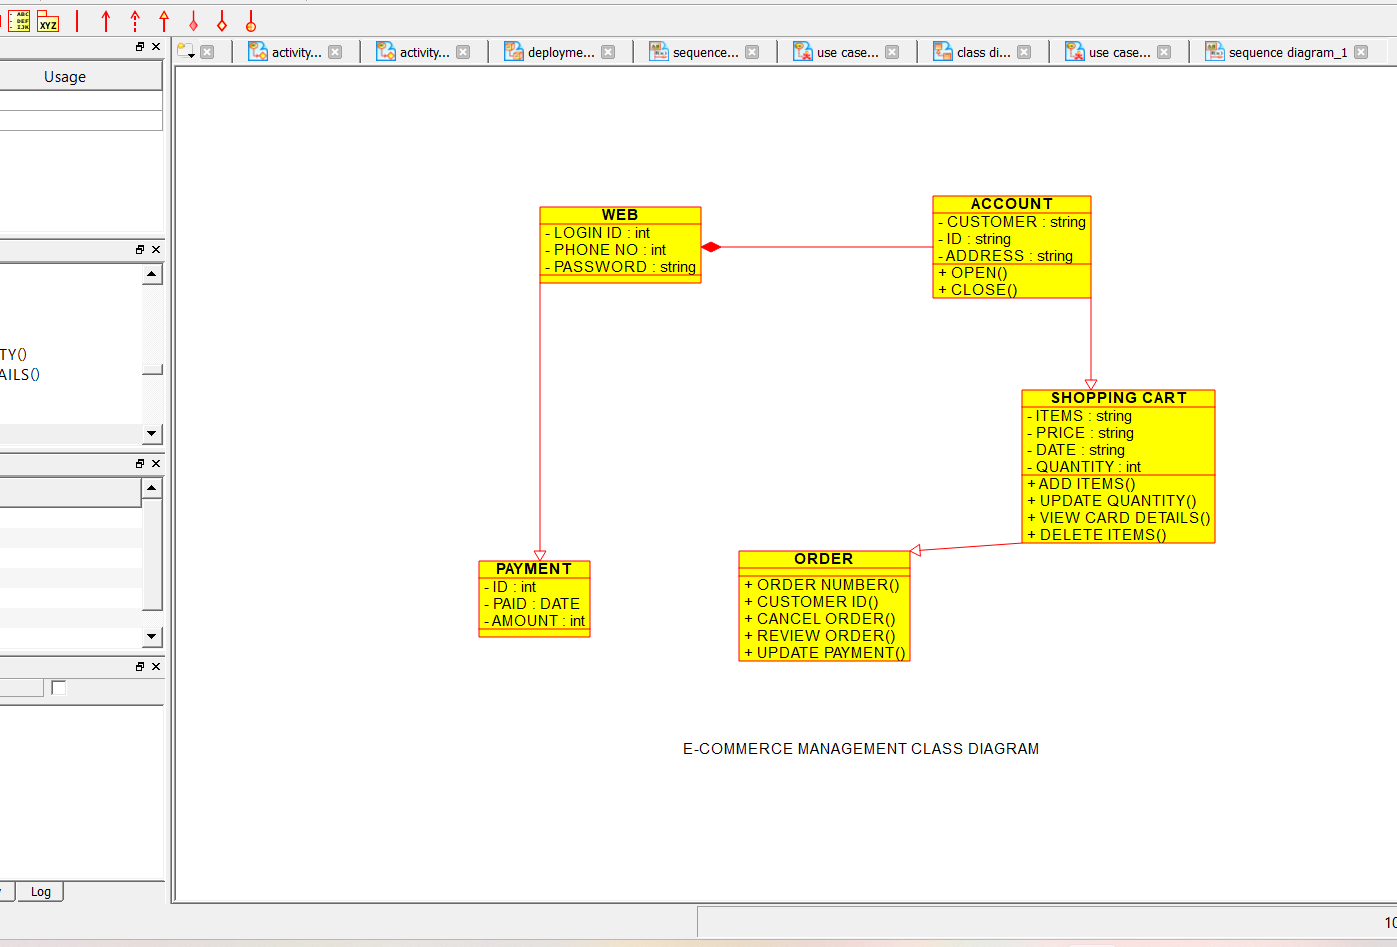 ABC
DEF
IJK
XYZ
Usage
TY()
AILS()
Log
activity...
activity...
deployme...
sequence...
use case...
class di...
use case...
sequence diagram_1
WEB
- LOGIN ID : int
- PHONE NO : int
- PASSWORD : string
ACCOUNT
- CUSTOMER : string
- ID : string
- ADDRESS : string
+ OPEN()
+ CLOSE()
SHOPPING CART
- ITEMS : string
- PRICE : string
- DATE : string
- QUANTITY : int
+ ADD ITEMS()
+ UPDATE QUANTITY()
+ VIEW CARD DETAILS()
+ DELETE ITEMS()
PAYMENT
- ID : int
- PAID : DATE
- AMOUNT : int
ORDER
+ ORDER NUMBER()
+ CUSTOMER ID()
+ CANCEL ORDER()
+ REVIEW ORDER()
+ UPDATE PAYMENT()
E-COMMERCE MANAGEMENT CLASS DIAGRAM
10